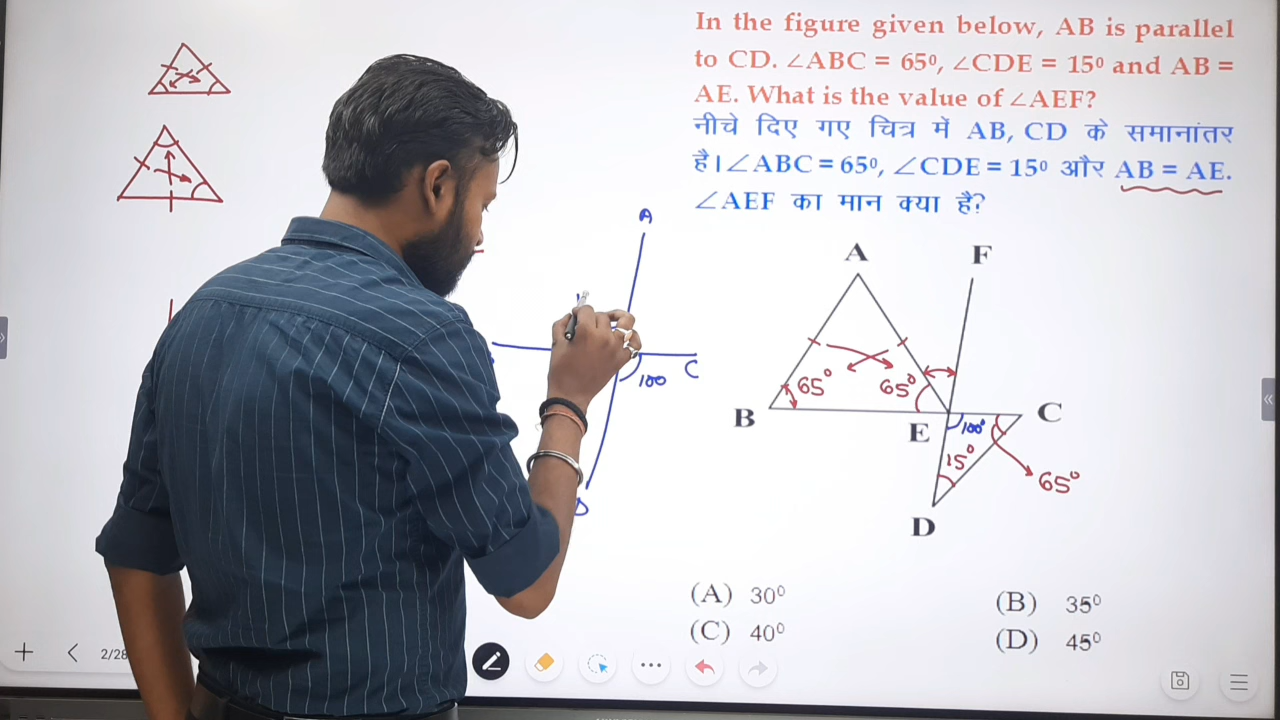 In the figure given below, AB is parallel
to CD. ∠ABC = 65⁰, ∠CDE = 15⁰ and AB =
AE. What is the value of ∠AEF?
नीचे दिए गए चित्र में AB, CD के समानांतर
है।∠ABC = 65⁰, ∠CDE = 15⁰ और AB = AE.
∠AEF का मान क्या है?
A
F
65°
65°
B
E
100°
C
15°
65°
D
A
100
C
D
(A) 30⁰
(B) 35⁰
(C) 40⁰
(D) 45⁰
2/28